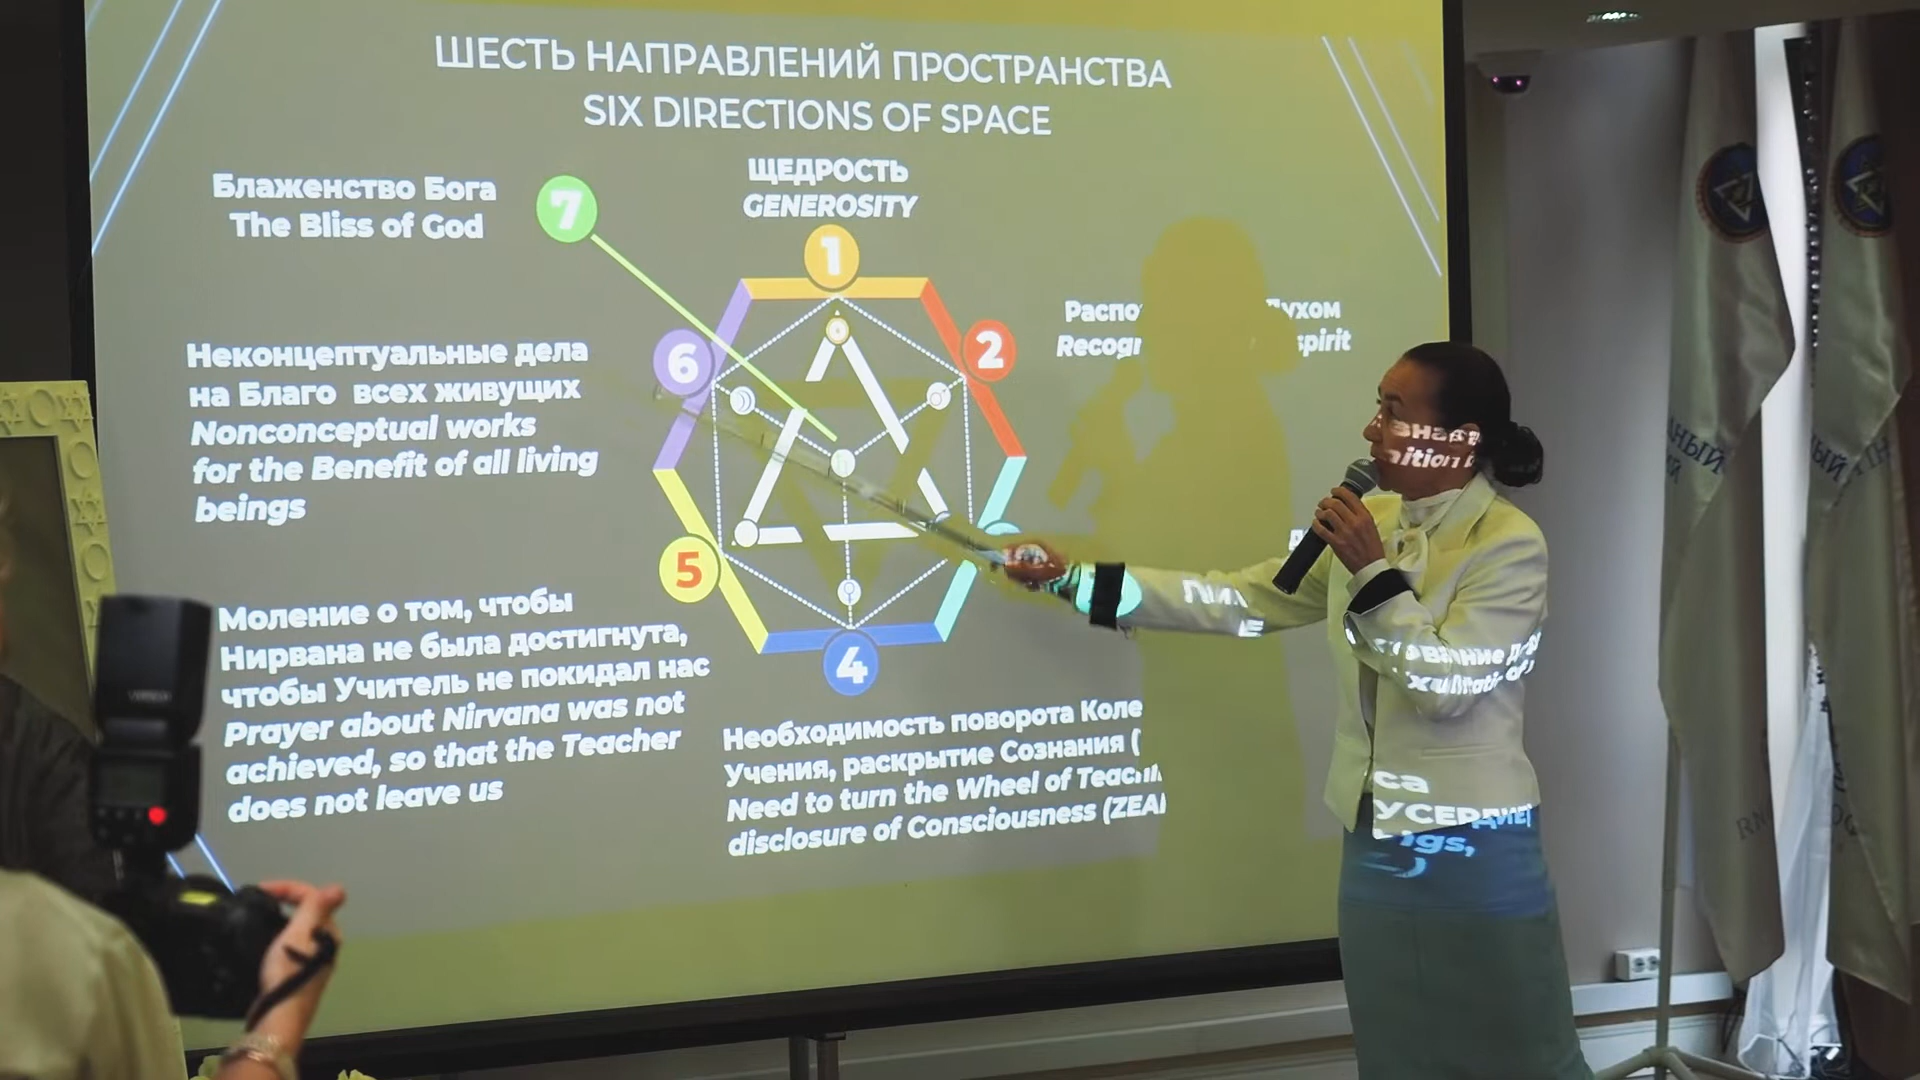 ШЕСТЬ НАПРАВЛЕНИЙ ПРОСТРАНСТВА
SIX DIRECTIONS OF SPACE
Блаженство Бога
The Bliss of God
7
ЩЕДРОСТЬ
GENEROSITY
1
2
духом
spirit
6
Неконцептуальные дела
на Благо всех живущих
Nonconceptual works
for the Benefit of all living
beings
5
Моление о том, чтобы
Нирвана не была достигнута,
чтобы Учитель не покидал нас
Prayer about Nirvana was not
achieved, so that the Teacher
does not leave us
4
Необходимость поворота
Учения, раскрытие Сознания (
Need to turn the Wheel of
disclosure of Consciousness
са